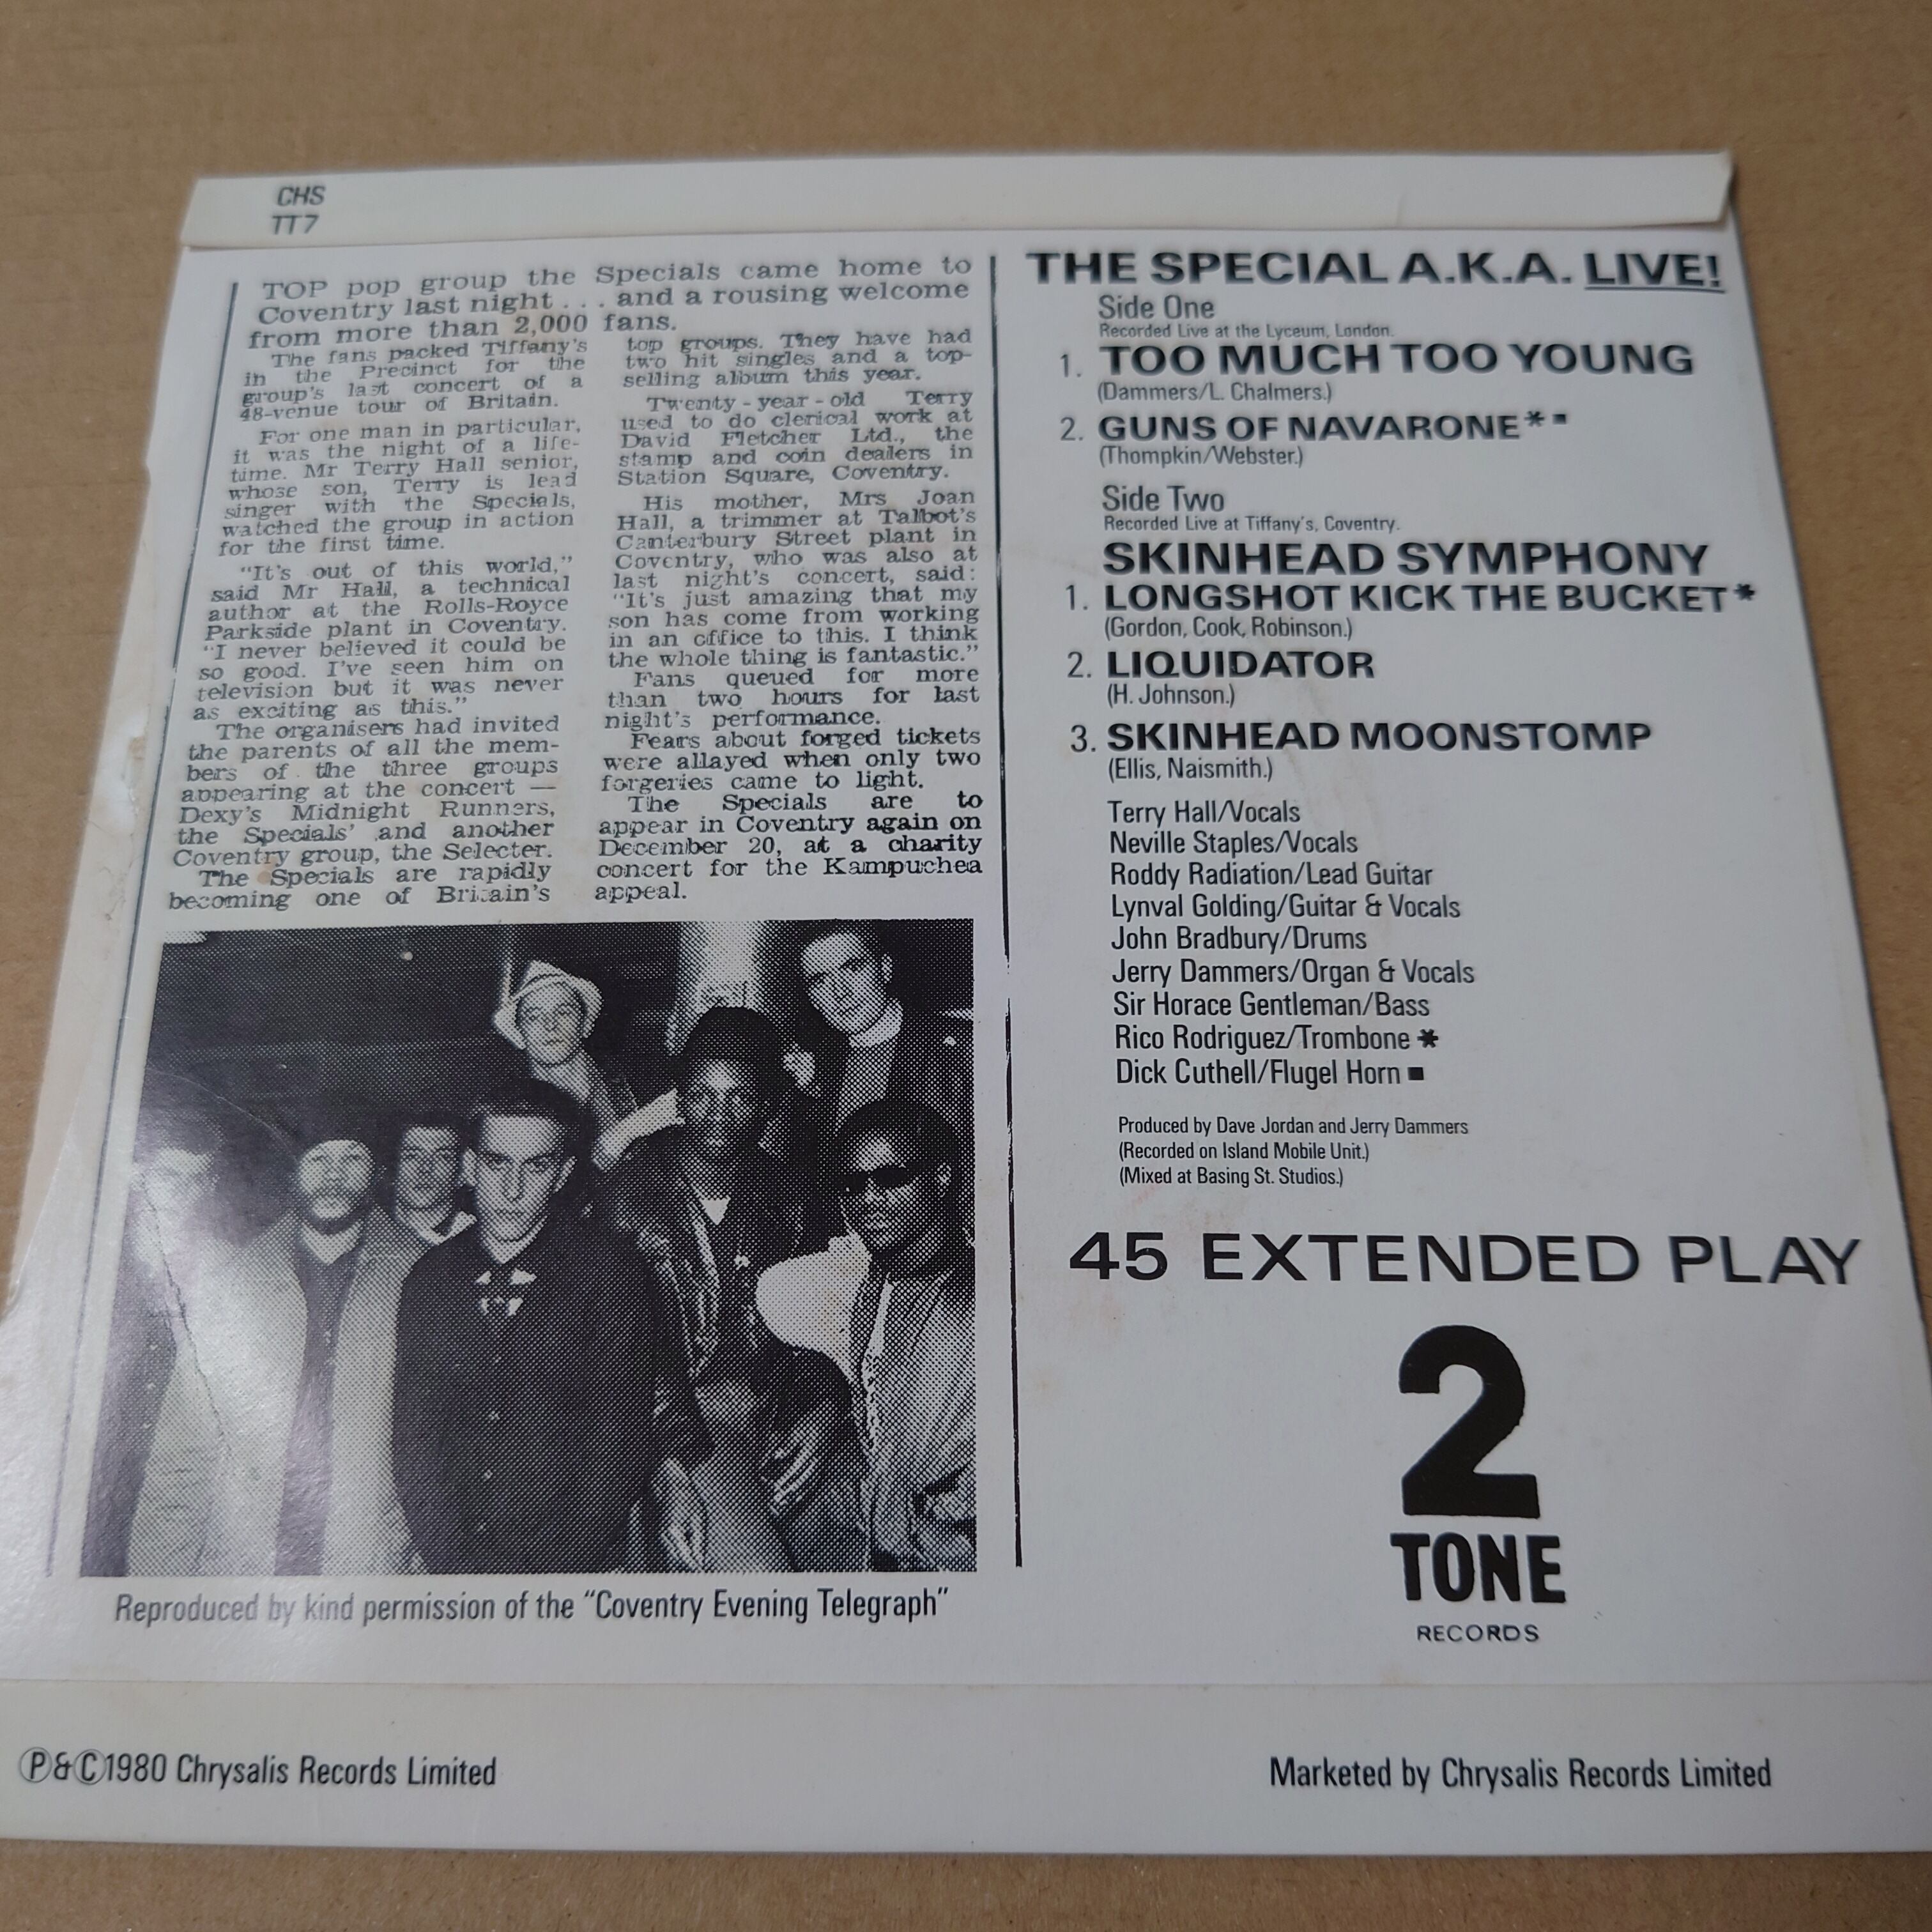 CHS
TT7
TOP pop group the Specials came home to
Coventry last night . . . and a rousing welcome
from more than 2,000 fans.
The fans packed Tiffany's
in the Precinct for the
group's last concert of a
48-venue tour of Britain.
For one man in particular,
it was the night of a life-
time. Mr Terry Hall senior,
whose son, Terry is lead
singer with the Specials,
watched the group in action
for the first time.
"It's out of this world,"
said Mr Hall, a technical
author at the Rolls-Royce
Parkside plant in Coventry.
"I never believed it could be
so good. I've seen him on
television but it was never
as exciting as this."
The organisers had invited
the parents of all the mem-
bers of the three groups
appearing at the concert —
Dexy's Midnight Runners,
the Specials' and another
Coventry group, the Selecter.
The Specials are rapidly
becoming one of Britain's
top groups. They have had
two hit singles and a top-
selling album this year.
Twenty-year-old Terry
used to do clerical work at
David Fletcher Ltd., the
stamp and coin dealers in
Station Square, Coventry.
His mother, Mrs Joan
Hall, a trimmer at Talbot's
Canterbury Street plant in
Coventry, who was also at
last night's concert, said:
"It's just amazing that my
son has come from working
in an office to this. I think
the whole thing is fantastic."
Fans queued for more
than two hours for last
night's performance.
Fears about forged tickets
were allayed when only two
forgeries came to light.
The Specials are to
appear in Coventry again on
December 20, at a charity
concert for the Kampuchea
appeal.
Reproduced by kind permission of the "Coventry Evening Telegraph"
THE SPECIAL A.K.A. LIVE!
Side One
Recorded Live at the Lyceum, London.
1. TOO MUCH TOO YOUNG
(Dammers/L. Chalmers.)
2. GUNS OF NAVARONE*■
(Thompkin/Webster.)
Side Two
Recorded Live at Tiffany's, Coventry.
SKINHEAD SYMPHONY
1. LONGSHOT KICK THE BUCKET*
(Gordon, Cook, Robinson.)
2. LIQUIDATOR
(H. Johnson.)
3. SKINHEAD MOONSTOMP
(Ellis, Naismith.)
Terry Hall/Vocals
Neville Staples/Vocals
Roddy Radiation/Lead Guitar
Lynval Golding/Guitar & Vocals
John Bradbury/Drums
Jerry Dammers/Organ & Vocals
Sir Horace Gentleman/Bass
Rico Rodriguez/Trombone *
Dick Cuthell/Flugel Horn ■
Produced by Dave Jordan and Jerry Dammers
(Recorded on Island Mobile Unit.)
(Mixed at Basing St. Studios.)
45 EXTENDED PLAY
2
TONE
RECORDS
Ⓟ&Ⓒ1980 Chrysalis Records Limited
Marketed by Chrysalis Records Limited